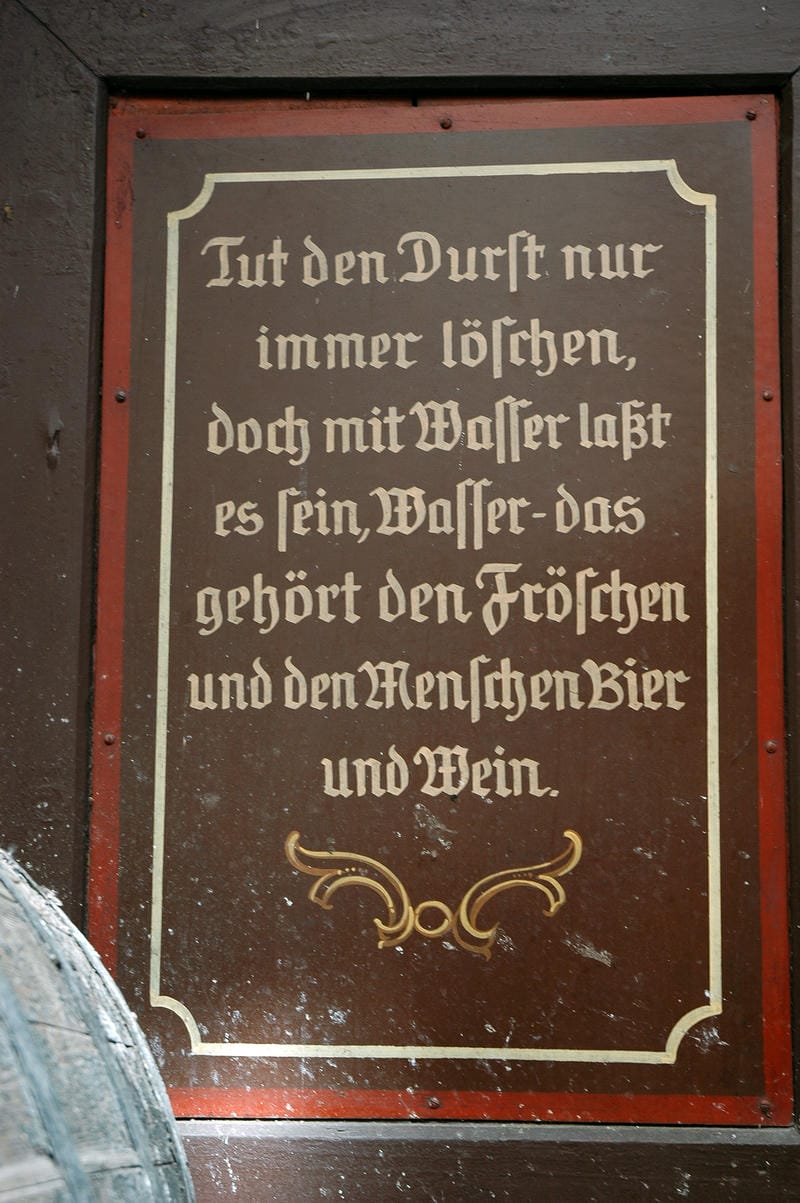 Tut den Durſt nur
immer löſchen,
doch mit Waſſer laßt
es ſein, Waſſer - das
gehört den Fröſchen
und den Menſchen Bier
und Wein.